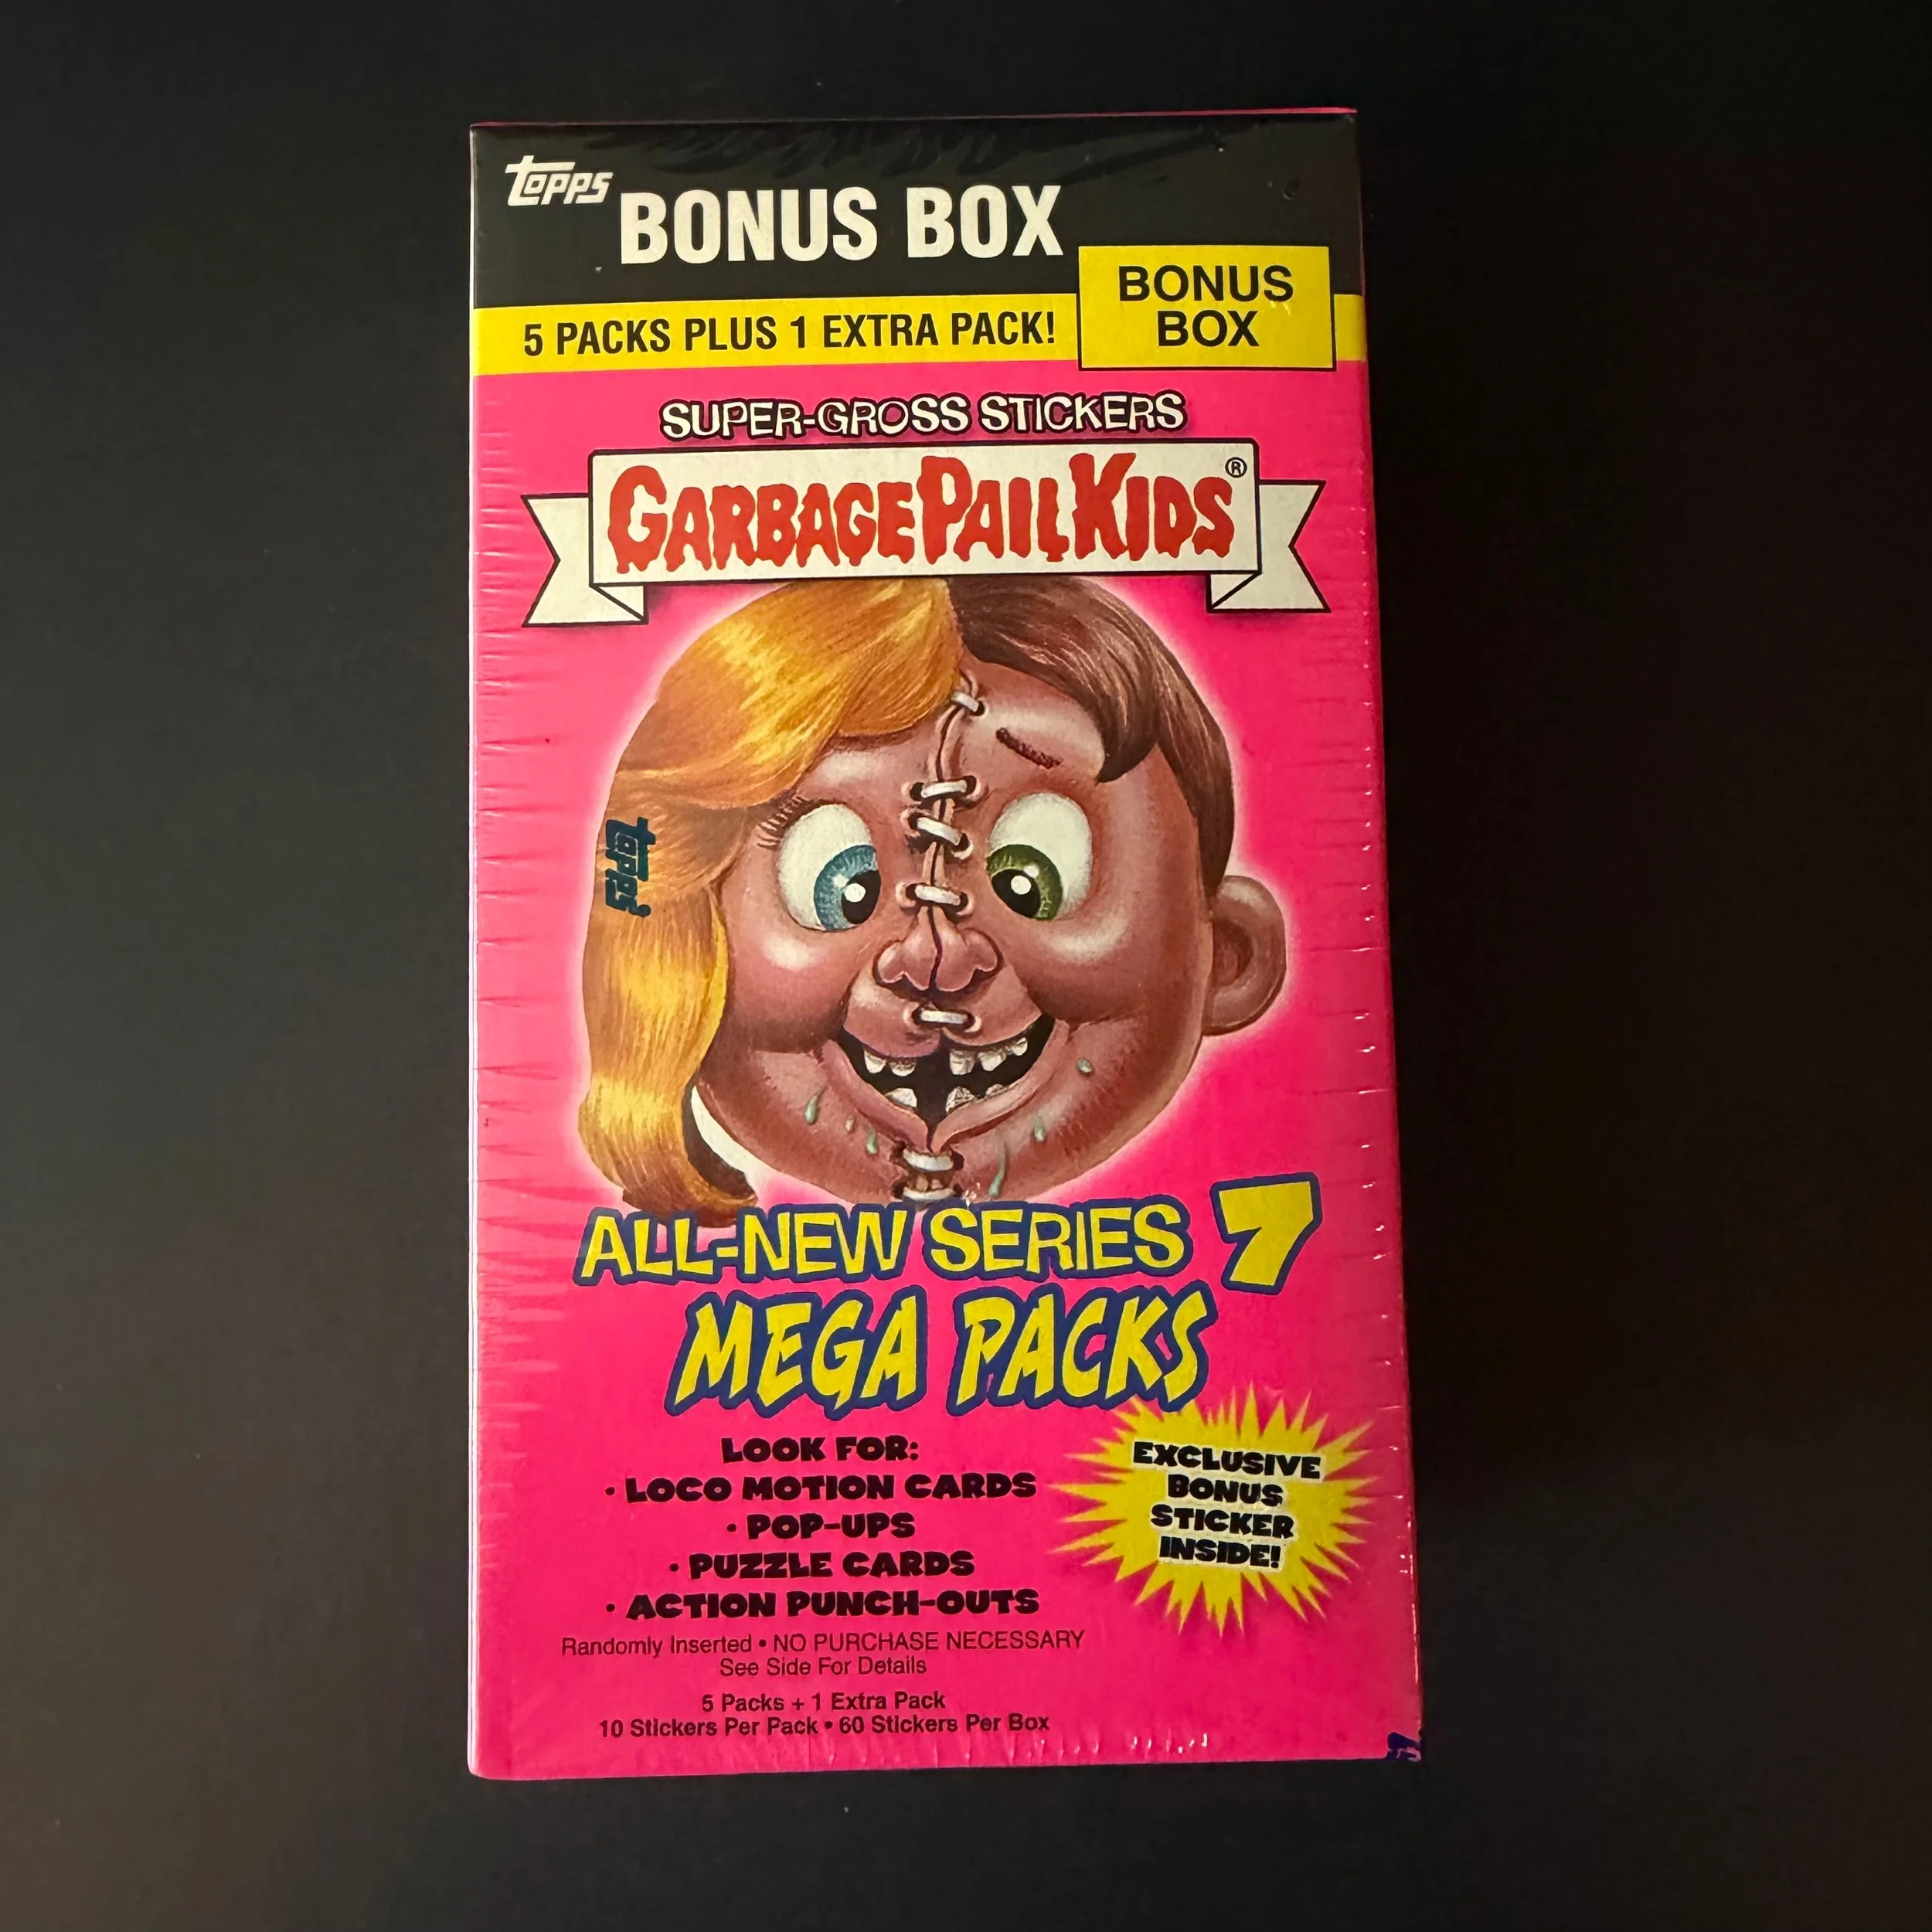 topps
BONUS BOX
5 PACKS PLUS 1 EXTRA PACK!
BONUS
BOX
SUPER-GROSS STICKERS
GARBAGE PAIL KIDS®
topps
ALL-NEW SERIES 7
MEGA PACKS
LOOK FOR:
• LOCO MOTION CARDS
• POP-UPS
• PUZZLE CARDS
• ACTION PUNCH-OUTS
EXCLUSIVE
BONUS
STICKER
INSIDE!
Randomly Inserted • NO PURCHASE NECESSARY
See Side For Details
5 Packs + 1 Extra Pack
10 Stickers Per Pack • 60 Stickers Per Box